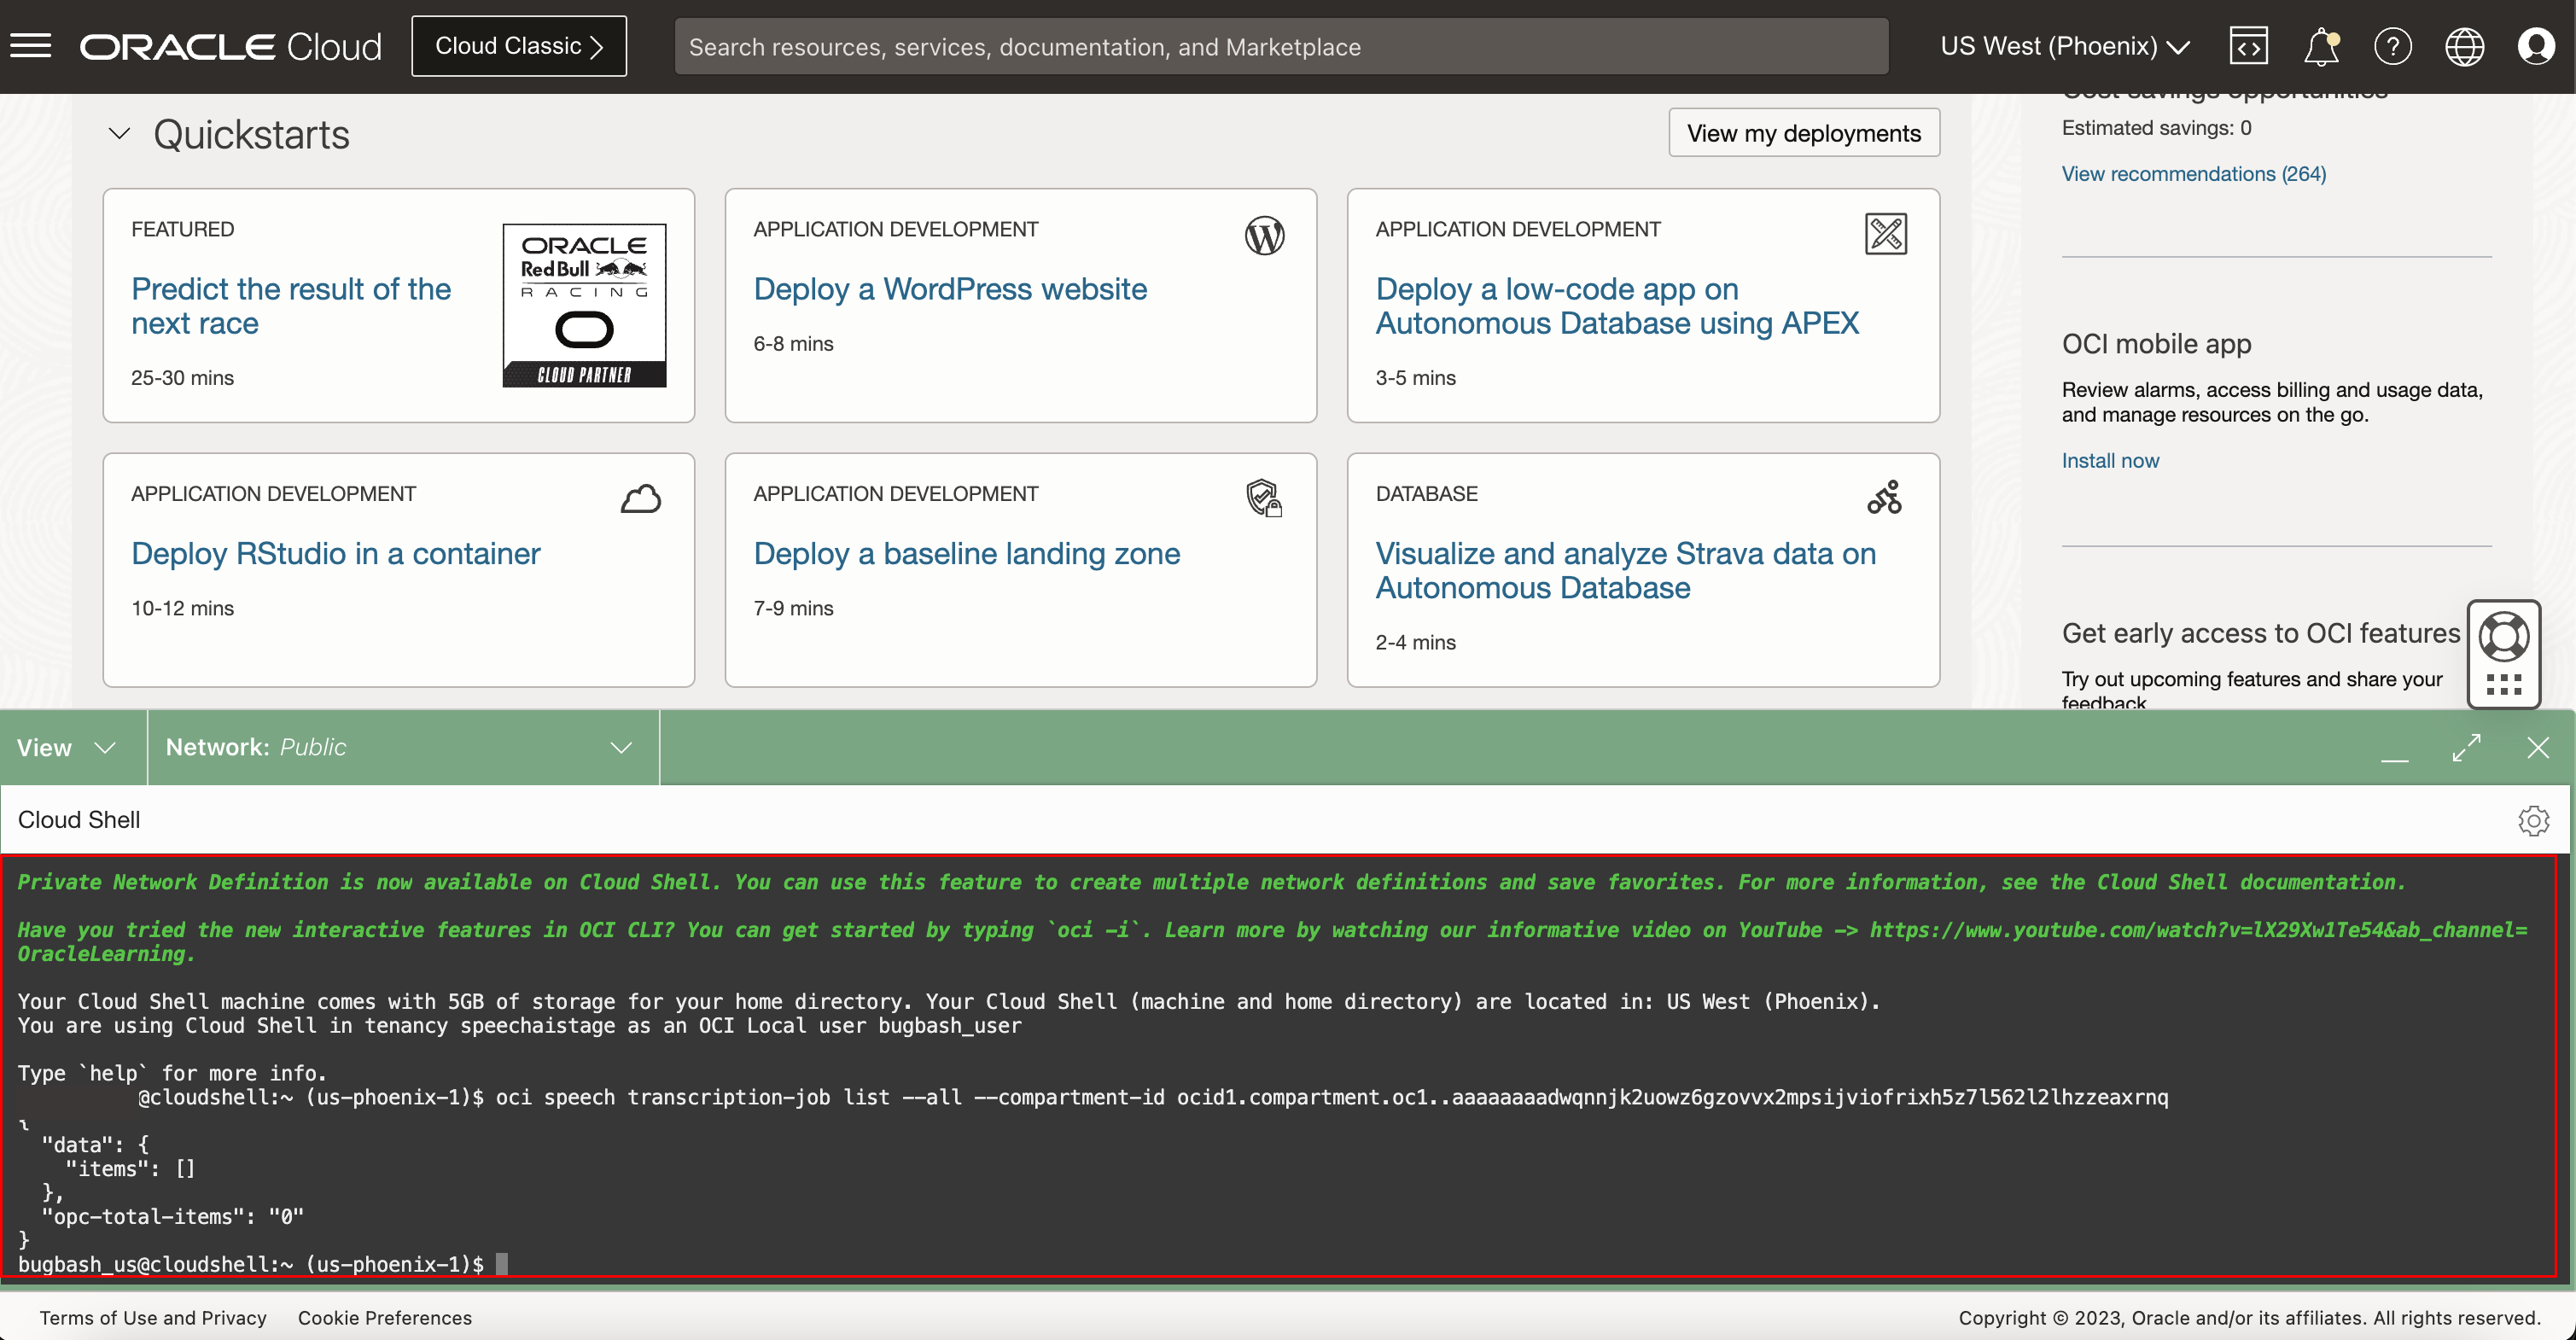 ORACLE Cloud
Cloud Classic
Search resources, services, documentation, and Marketplace
US West (Phoenix)
Quickstarts
View my deployments
FEATURED
Predict the result of the
next race
25-30 mins
ORACLE
Red Bull
RACING
CLOUD PARTNER
APPLICATION DEVELOPMENT
Deploy a WordPress website
6-8 mins
APPLICATION DEVELOPMENT
Deploy a low-code app on
Autonomous Database using APEX
3-5 mins
APPLICATION DEVELOPMENT
Deploy RStudio in a container
10-12 mins
APPLICATION DEVELOPMENT
Deploy a baseline landing zone
7-9 mins
DATABASE
Visualize and analyze Strava data on
Autonomous Database
2-4 mins
Cost savings opportunities
Estimated savings: 0
View recommendations (264)
OCI mobile app
Review alarms, access billing and usage data,
and manage resources on the go.
Install now
Get early access to OCI features
Try out upcoming features and share your
feedback
View
Network: Public
Cloud Shell
Private Network Definition is now available on Cloud Shell. You can use this feature to create multiple network definitions and save favorites. For more information, see the Cloud Shell documentation.
Have you tried the new interactive features in OCI CLI? You can get started by typing `oci -i`. Learn more by watching our informative video on YouTube -> https://www.youtube.com/watch?v=lX29Xw1Te54&ab_channel=
OracleLearning.
Your Cloud Shell machine comes with 5GB of storage for your home directory. Your Cloud Shell (machine and home directory) are located in: US West (Phoenix).
You are using Cloud Shell in tenancy speechaistage as an OCI Local user bugbash_user
Type `help` for more info.
@cloudshell:~ (us-phoenix-1)$ oci speech transcription-job list --all --compartment-id ocid1.compartment.oc1..aaaaaaaadwqnnjk2uowz6gzovvx2mpsijviofrixh5z7l562l2lhzzeaxrnq
{
"data": {
"items": []
},
"opc-total-items": "0"
}
bugbash_us@cloudshell:~ (us-phoenix-1)$
Terms of Use and Privacy
Cookie Preferences
Copyright © 2023, Oracle and/or its affiliates. All rights reserved.